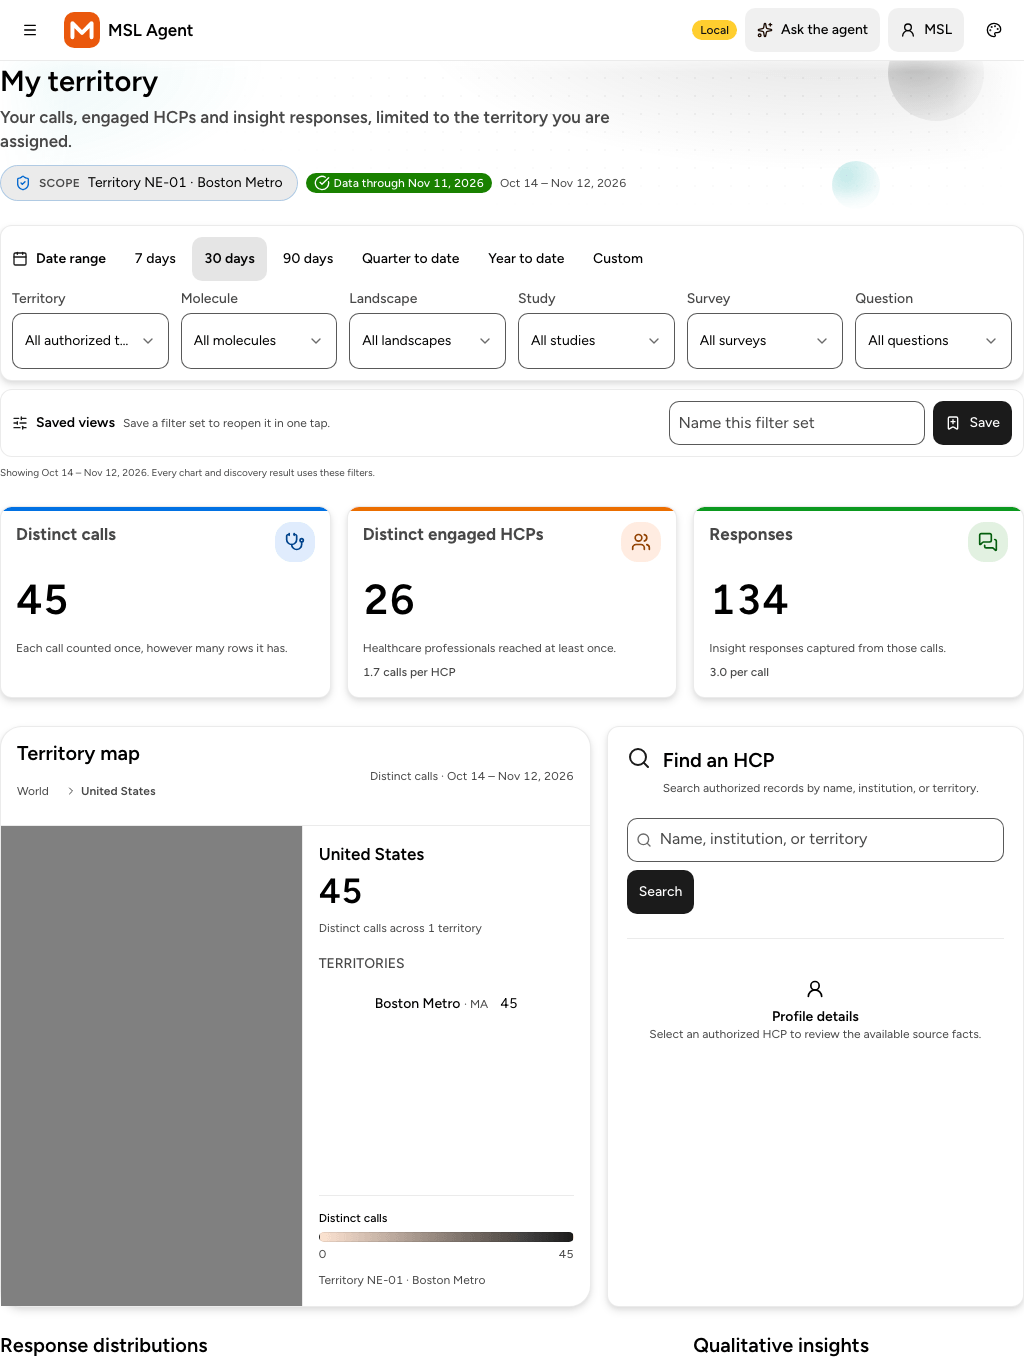 MSL Agent
Local
Ask the agent
MSL
My territory
Your calls, engaged HCPs and insight responses, limited to the territory you are
assigned.
SCOPE Territory NE-01 · Boston Metro
Data through Nov 11, 2026
Oct 14 – Nov 12, 2026
Date range
7 days
30 days
90 days
Quarter to date
Year to date
Custom
Territory
Molecule
Landscape
Study
Survey
Question
All authorized t...
All molecules
All landscapes
All studies
All surveys
All questions
Saved views Save a filter set to reopen it in one tap.
Name this filter set
Save
Showing Oct 14 – Nov 12, 2026. Every chart and discovery result uses these filters.
Distinct calls
45
Each call counted once, however many rows it has.
Distinct engaged HCPs
26
Healthcare professionals reached at least once.
1.7 calls per HCP
Responses
134
Insight responses captured from those calls.
3.0 per call
Territory map
World > United States
Distinct calls · Oct 14 – Nov 12, 2026
United States
45
Distinct calls across 1 territory
TERRITORIES
Boston Metro · MA 45
Distinct calls
0 45
Territory NE-01 · Boston Metro
Find an HCP
Search authorized records by name, institution, or territory.
Name, institution, or territory
Search
Profile details
Select an authorized HCP to review the available source facts.
Response distributions
Qualitative insights